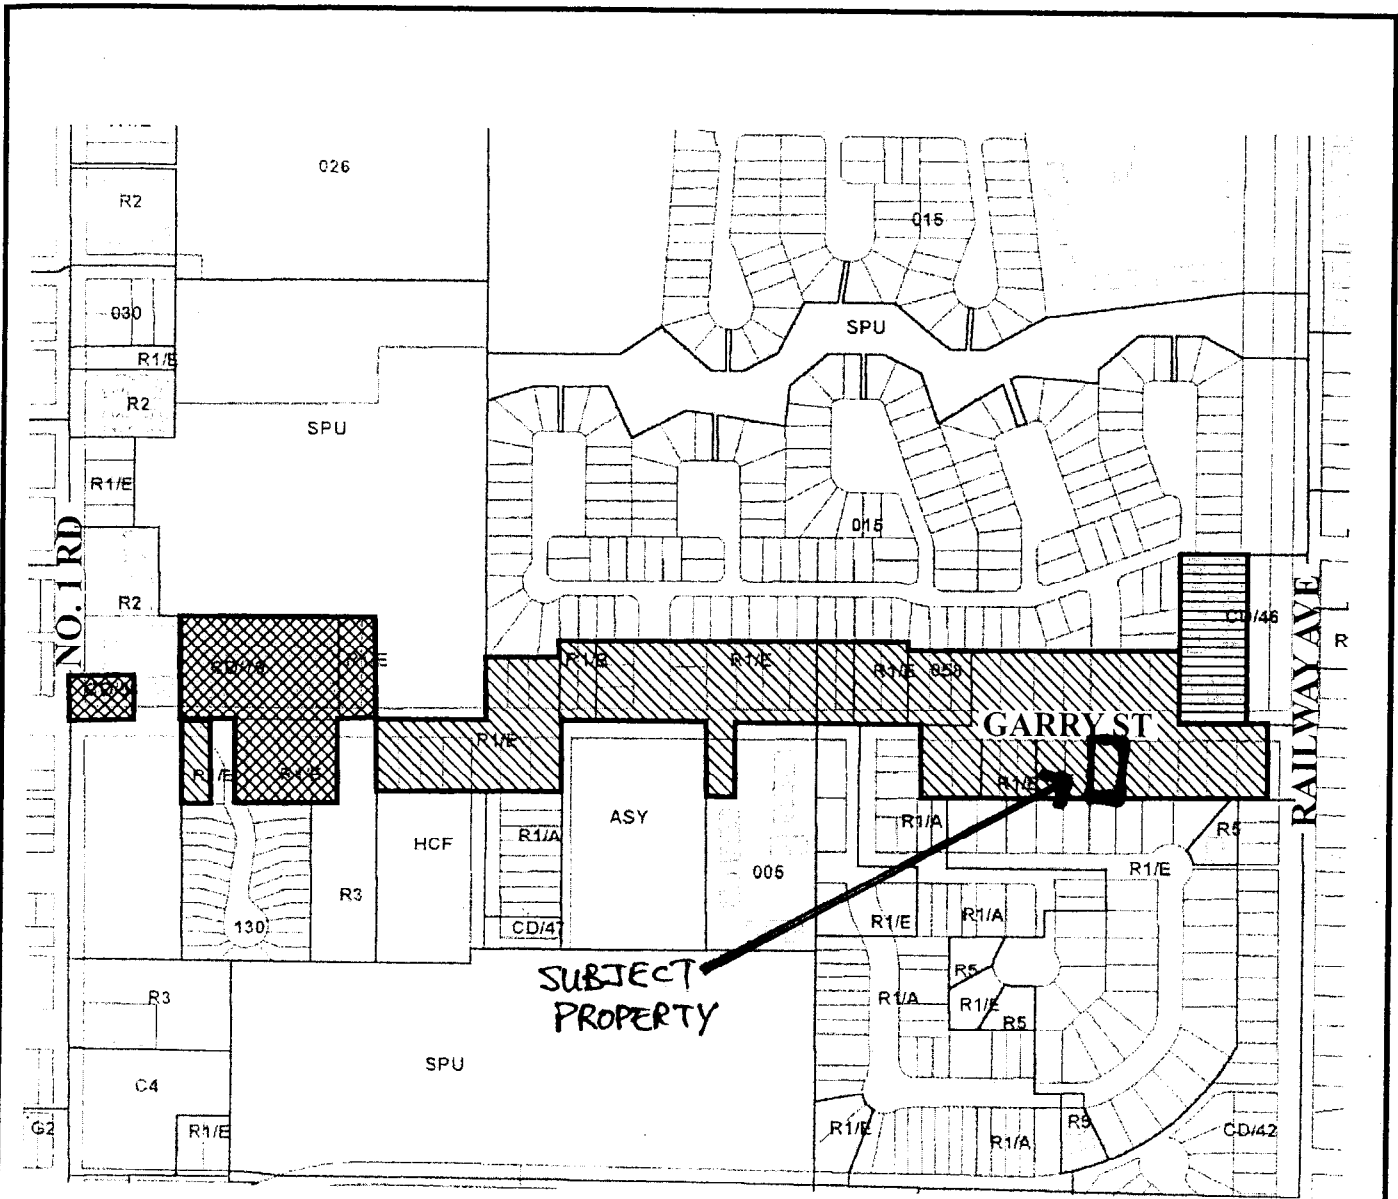 026
R2
015
030
SPU
R1/E
R2
SPU
R1/E
015
NO. 1 RD
R2
CD/46
RAILWAY AVE
R
R1/E
R1/E
R1/E
058
GARRY ST
R1/E
R1/E
R1/E
R1/E
ASY
R1/A
R1/A
R5
HCF
005
R1/E
R3
130
CD/47
R1/E
R1/A
SUBJECT
PROPERTY
R5
R3
R1/A
R1/E
R5
SPU
C4
G2
R1/E
R1/E
R1/A
R5
CD/42